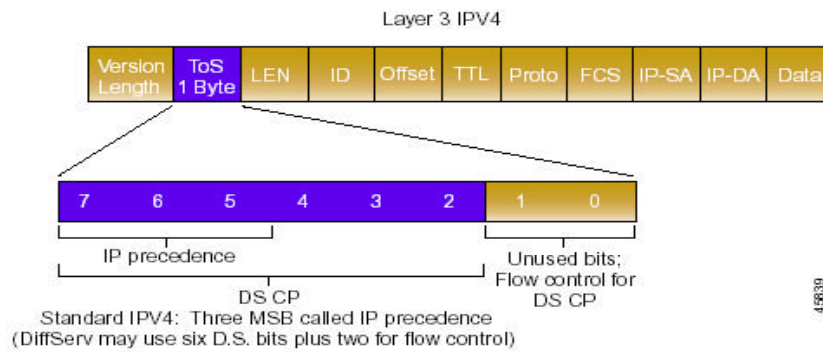 Layer 3 IPV4
Version Length ToS 1 Byte LEN ID Offset TTL Proto FCS IP-SA IP-DA Data
7 6 5 4 3 2 1 0
IP precedence
Unused bits;
Flow control for
DS CP
DS CP
Standard IPV4: Three MSB called IP precedence
(DiffServ may use six D.S. bits plus two for flow control)
45839